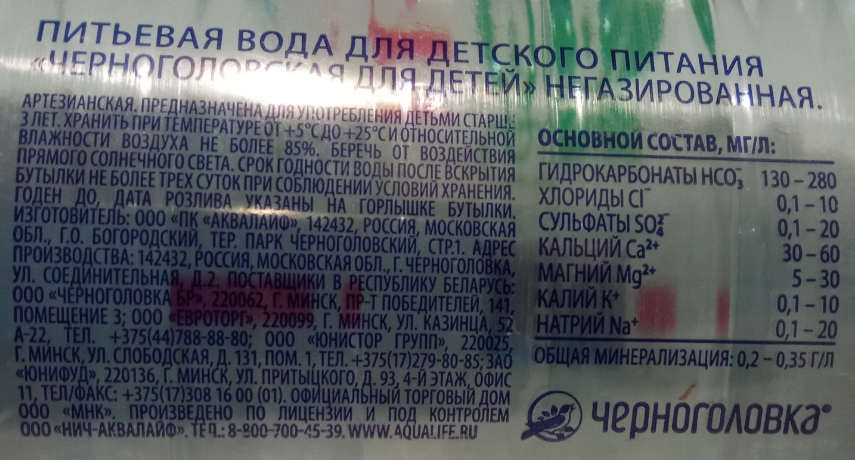 ПИТЬЕВАЯ ВОДА ДЛЯ ДЕТСКОГО ПИТАНИЯ
«ЧЕРНОГОЛОВСКАЯ ДЛЯ ДЕТЕЙ» НЕГАЗИРОВАННАЯ.
АРТЕЗИАНСКАЯ. ПРЕДНАЗНАЧЕНА ДЛЯ УПОТРЕБЛЕНИЯ ДЕТЬМИ СТАРШЕ
3 ЛЕТ. ХРАНИТЬ ПРИ ТЕМПЕРАТУРЕ ОТ +5°С ДО +25°С И ОТНОСИТЕЛЬНОЙ
ВЛАЖНОСТИ ВОЗДУХА НЕ БОЛЕЕ 85%. БЕРЕЧЬ ОТ ВОЗДЕЙСТВИЯ
ПРЯМОГО СОЛНЕЧНОГО СВЕТА. СРОК ГОДНОСТИ ВОДЫ ПОСЛЕ ВСКРЫТИЯ
БУТЫЛКИ НЕ БОЛЕЕ ТРЕХ СУТОК ПРИ СОБЛЮДЕНИИ УСЛОВИЙ ХРАНЕНИЯ.
ГОДЕН ДО, ДАТА РОЗЛИВА УКАЗАНЫ НА ГОРЛЫШКЕ БУТЫЛКИ.
ИЗГОТОВИТЕЛЬ: ООО «ПК «АКВАЛАЙФ», 142432, РОССИЯ, МОСКОВСКАЯ
ОБЛ., Г.О. БОГОРОДСКИЙ, ТЕР. ПАРК ЧЕРНОГОЛОВСКИЙ, СТР.1. АДРЕС
ПРОИЗВОДСТВА: 142432, РОССИЯ, МОСКОВСКАЯ ОБЛ., Г. ЧЕРНОГОЛОВКА,
УЛ. СОЕДИНИТЕЛЬНАЯ, Д.2. ПОСТАВЩИКИ В РЕСПУБЛИКУ БЕЛАРУСЬ:
ООО «ЧЕРНОГОЛОВКА БР», 220062, Г. МИНСК, ПР-Т ПОБЕДИТЕЛЕЙ, 141,
ПОМЕЩЕНИЕ 3; ООО «ЕВРОТОРГ», 220099, Г. МИНСК, УЛ. КАЗИНЦА, 52
А-22, ТЕЛ. +375(44)788-88-80; ООО «ЮНИСТОР ГРУПП», 220025
Г. МИНСК, УЛ. СЛОБОДСКАЯ, Д. 131, ПОМ. 1, ТЕЛ. +375(17)279-80-85; ЗАО
«ЮНИФУД», 220136, Г. МИНСК, УЛ. ПРИТЫЦКОГО, Д. 93, 4-Й ЭТАЖ, ОФИС
11, ТЕЛ/ФАКС: +375(17)308 16 00 (01). ОФИЦИАЛЬНЫЙ ТОРГОВЫЙ ДОМ
ООО «МНК». ПРОИЗВЕДЕНО ПО ЛИЦЕНЗИИ И ПОД КОНТРОЛЕМ
ООО «НИЧ-АКВАЛАЙФ». ТЕЛ.: 8-800-700-45-39. WWW.AQUALIFE.RU
ОСНОВНОЙ СОСТАВ, МГ/Л:
ГИДРОКАРБОНАТЫ HCO₃⁻ 130 – 280
ХЛОРИДЫ Cl⁻ 0,1 – 10
СУЛЬФАТЫ SO₄²⁻ 0,1 – 20
КАЛЬЦИЙ Ca²⁺ 30 – 60
МАГНИЙ Mg²⁺ 5 – 30
КАЛИЙ K⁺ 0,1 – 10
НАТРИЙ Na⁺ 0,1 – 20
ОБЩАЯ МИНЕРАЛИЗАЦИЯ: 0,2 – 0,35 Г/Л
черноголовка®